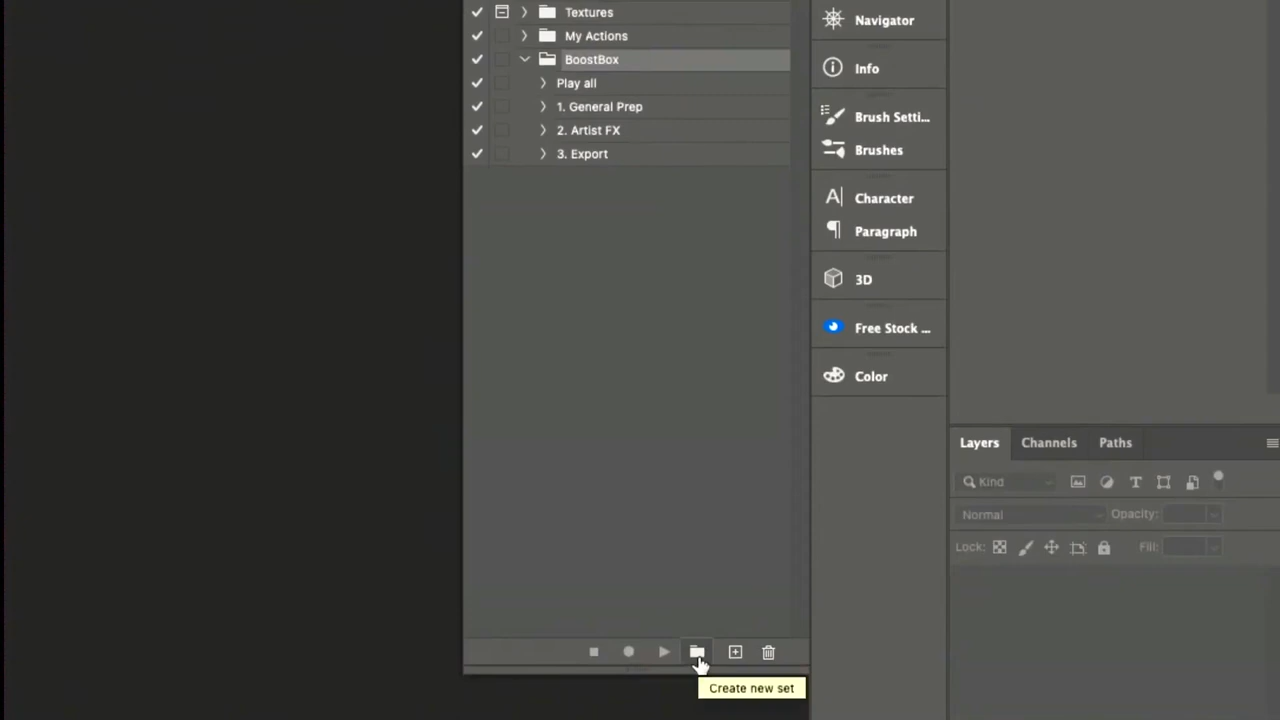 Textures
My Actions
BoostBox
Play all
1. General Prep
2. Artist FX
3. Export
Create new set
Navigator
Info
Brush Setti...
Brushes
Character
Paragraph
3D
Free Stock ...
Color
Layers Channels Paths
Kind
Normal Opacity:
Lock: Fill: